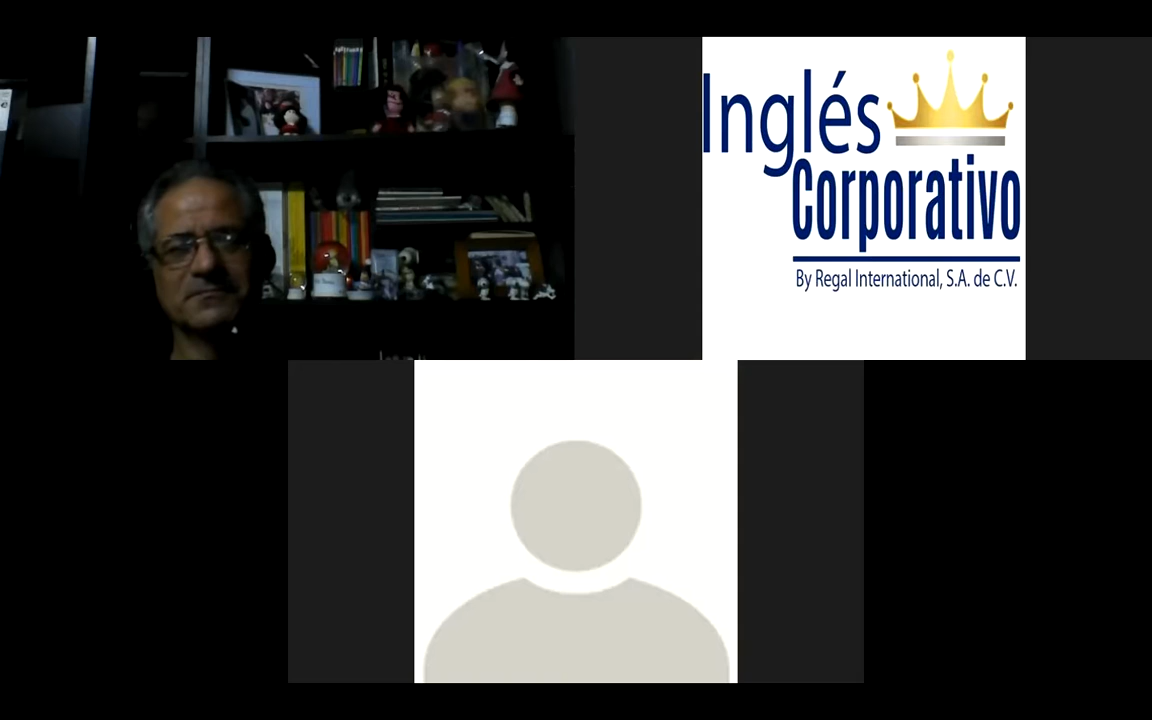 Inglés
Corporativo
By Regal International, S.A. de C.V.